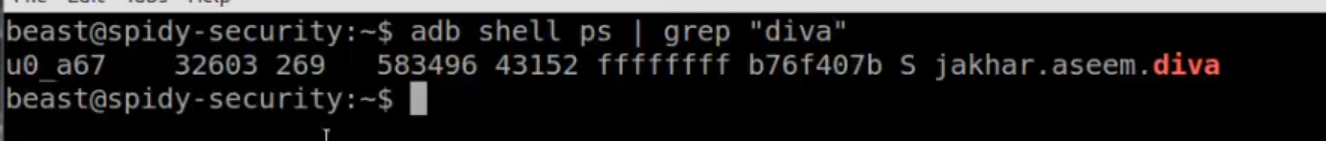 beast@spidy-security:~$ adb shell ps | grep "diva"
u0_a67 32603 269 583496 43152 ffffffff b76f407b S jakhar.aseem.diva
beast@spidy-security:~$